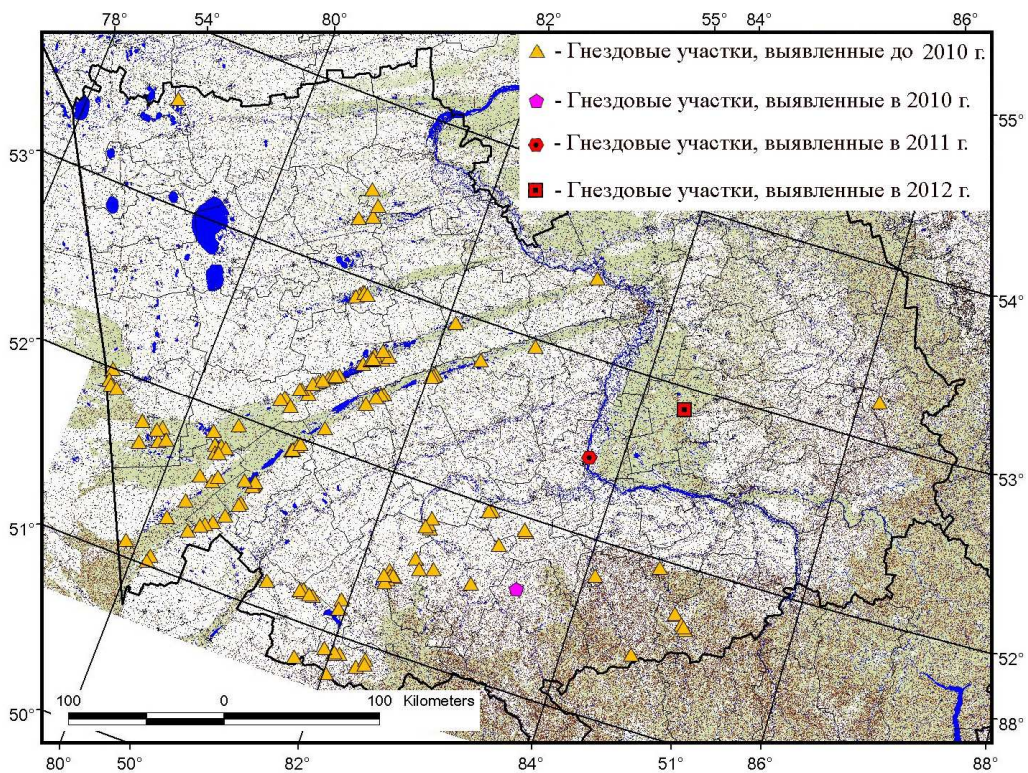 78° 54° 80° 82° 55° 84° 86°
- Гнездовые участки, выявленные до 2010 г.
- Гнездовые участки, выявленные в 2010 г.
- Гнездовые участки, выявленные в 2011 г.
- Гнездовые участки, выявленные в 2012 г.
55°
53°
54°
52°
53°
51°
52°
50°
88°
100 0 100 Kilometers
80° 50° 82° 84° 51° 86° 88°